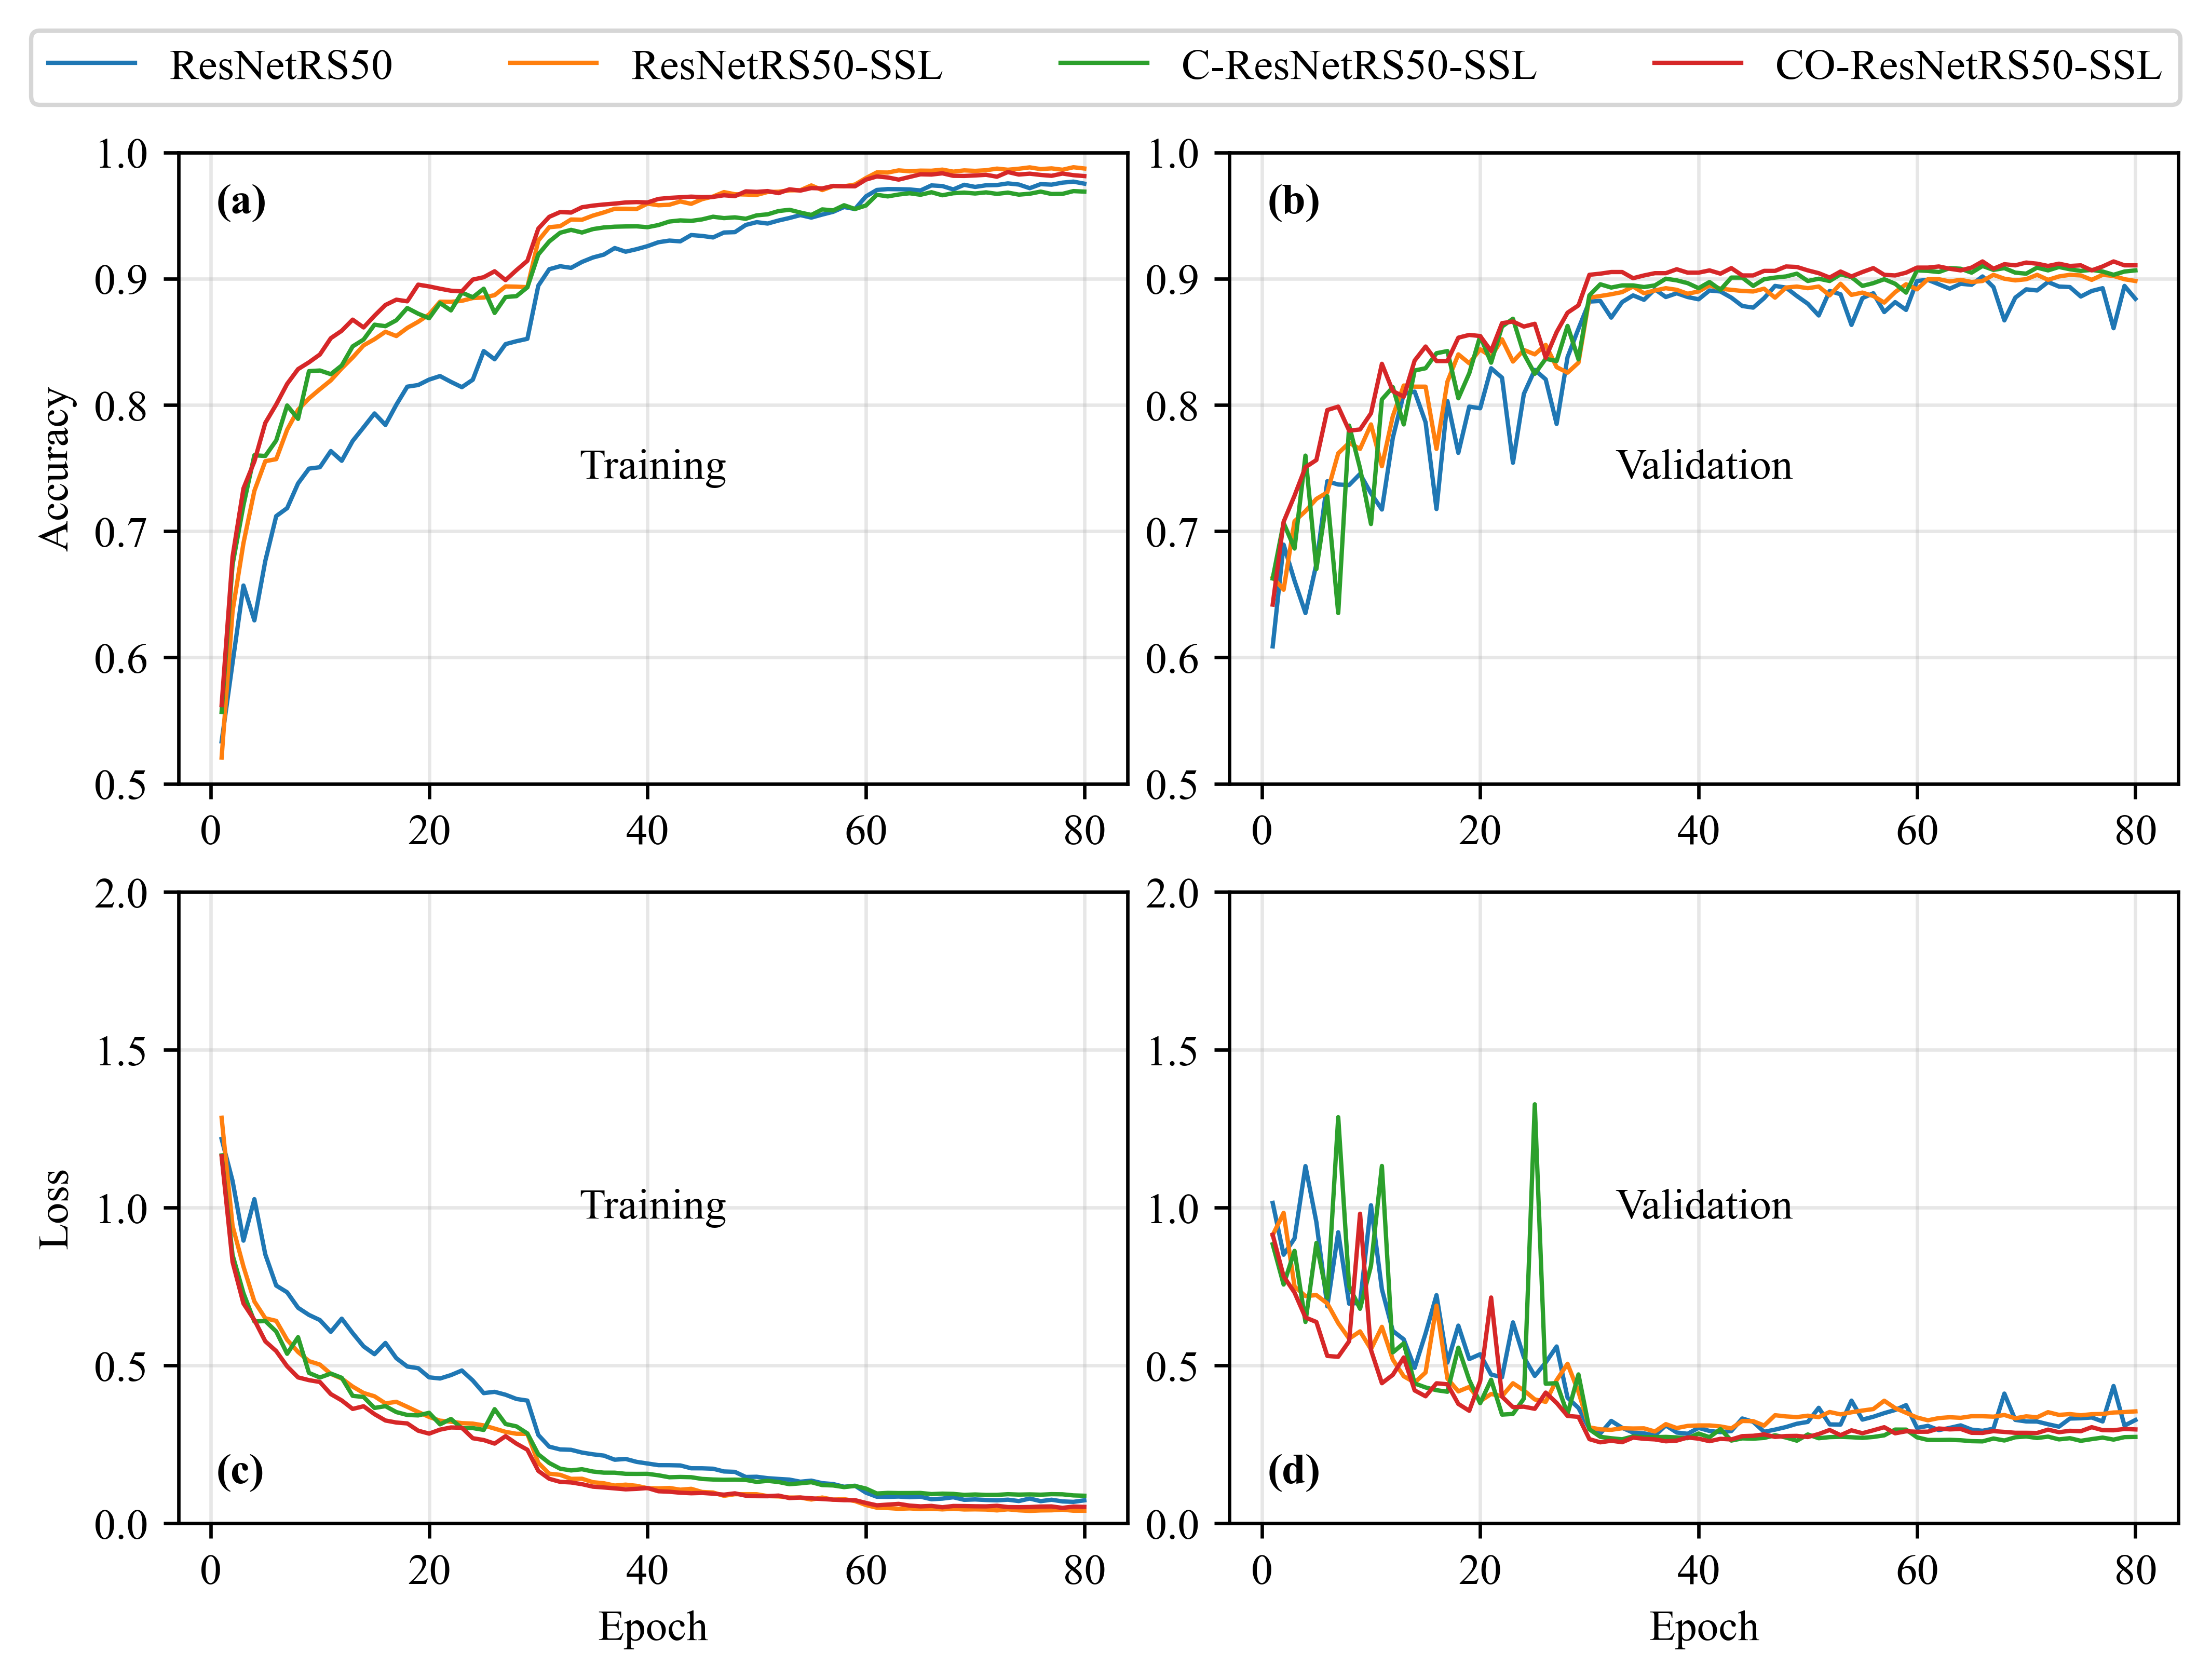 ResNetRS50 ResNetRS50-SSL C-ResNetRS50-SSL CO-ResNetRS50-SSL
(a)
Training
Accuracy
1.0
0.9
0.8
0.7
0.6
0.5
0 20 40 60 80
(b)
Validation
1.0
0.9
0.8
0.7
0.6
0.5
0 20 40 60 80
(c)
Training
Loss
2.0
1.5
1.0
0.5
0.0
0 20 40 60 80
Epoch
(d)
Validation
2.0
1.5
1.0
0.5
0.0
0 20 40 60 80
Epoch